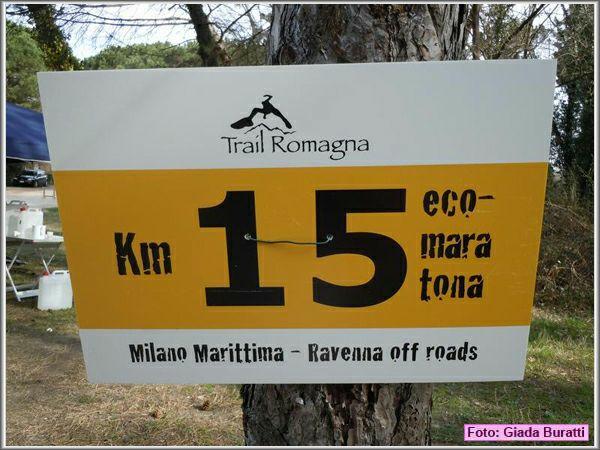 Trail Romagna
Km 15
eco-
mara
tona
Milano Marittima - Ravenna off roads
Foto: Giada Buratti